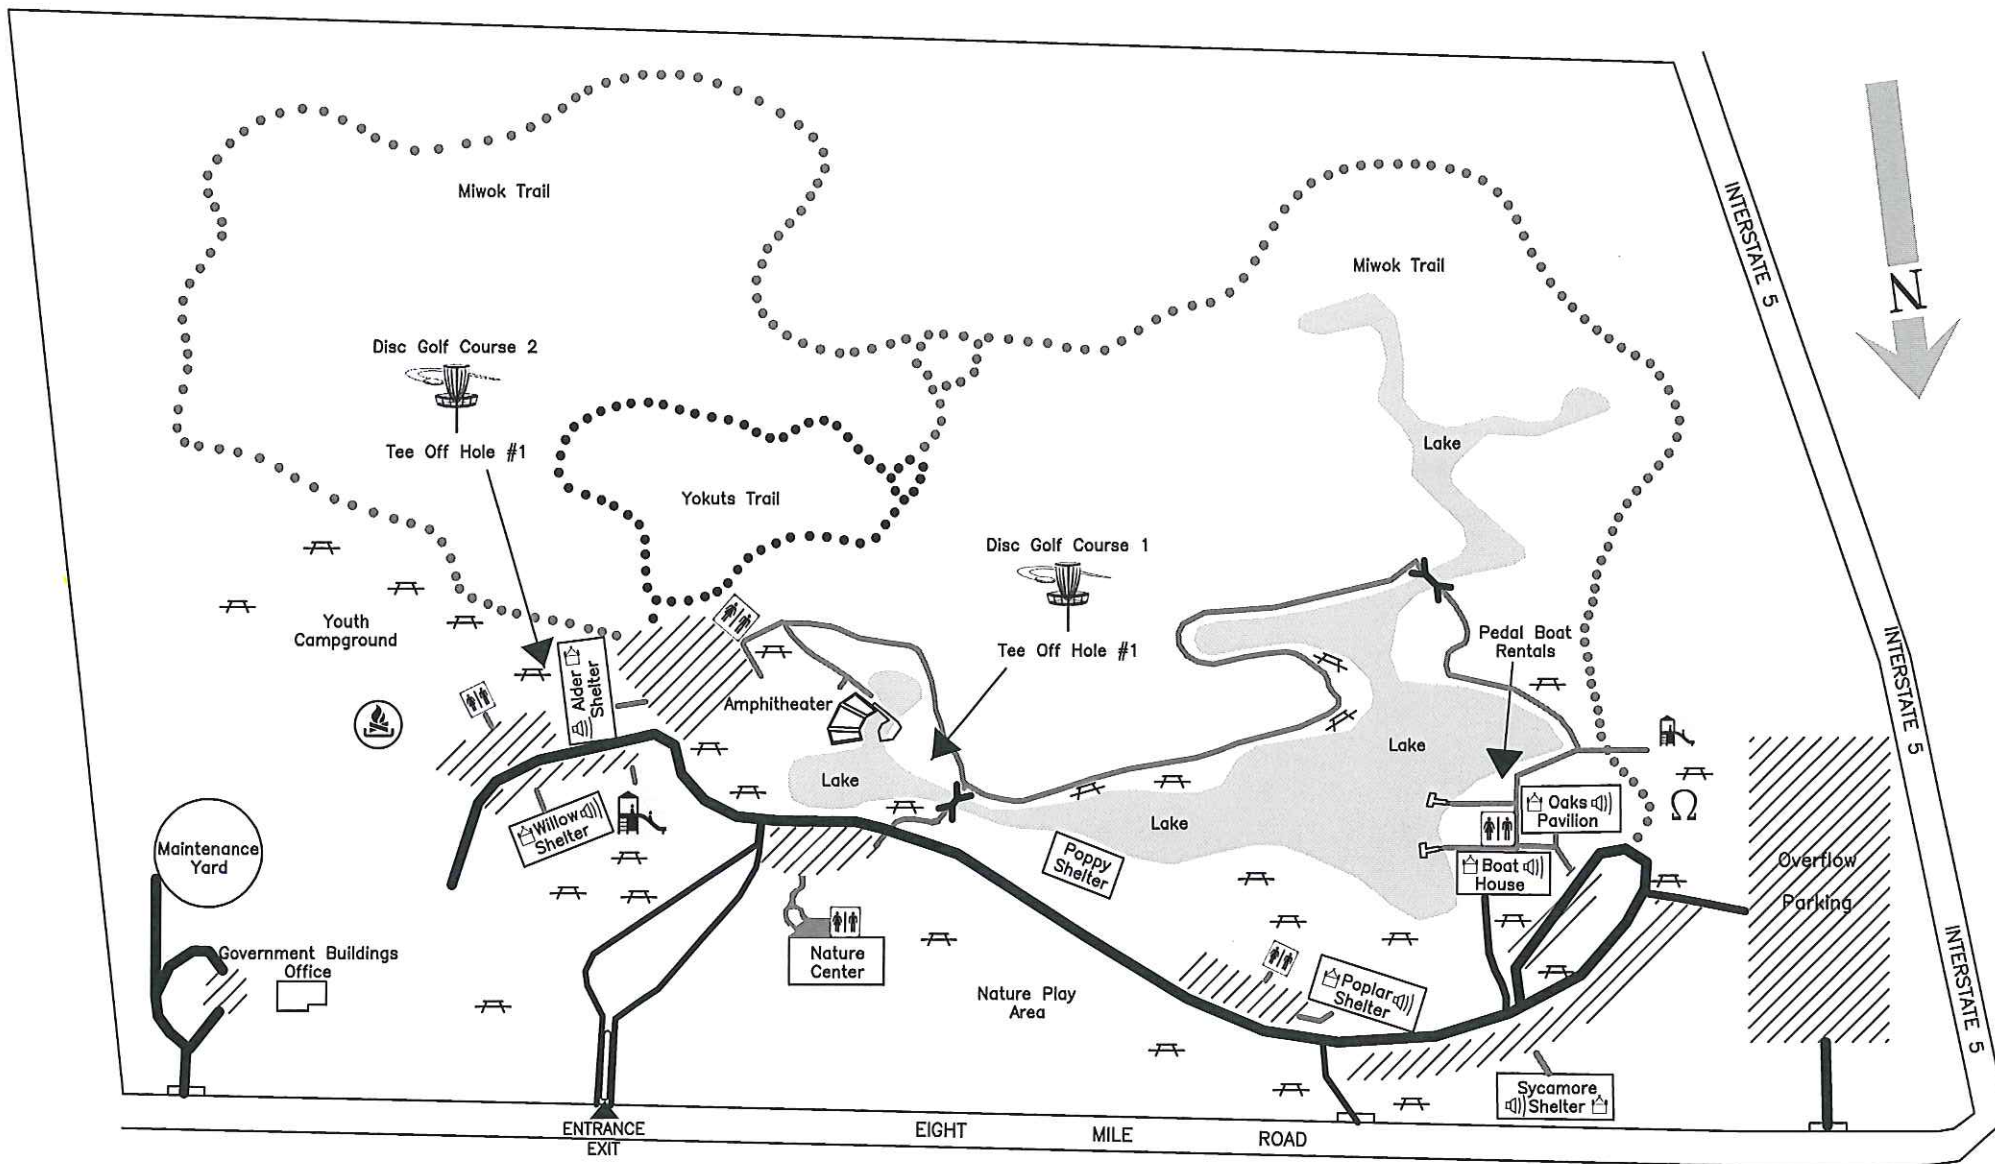 Miwok Trail
Miwok Trail
INTERSTATE 5
N
Disc Golf Course 2
Tee Off Hole #1
Lake
Yokuts Trail
Disc Golf Course 1
Tee Off Hole #1
Youth
Campground
Pedal Boat
Rentals
INTERSTATE 5
Alder
Shelter
Amphitheater
Lake
Lake
Lake
Willow
Shelter
Oaks
Pavilion
Ω
Maintenance
Yard
Poppy
Shelter
Boat
House
Overflow
Parking
Government Buildings
Office
Nature
Center
Nature Play
Area
Poplar
Shelter
INTERSTATE 5
Sycamore
Shelter
ENTRANCE
EXIT
EIGHT MILE ROAD